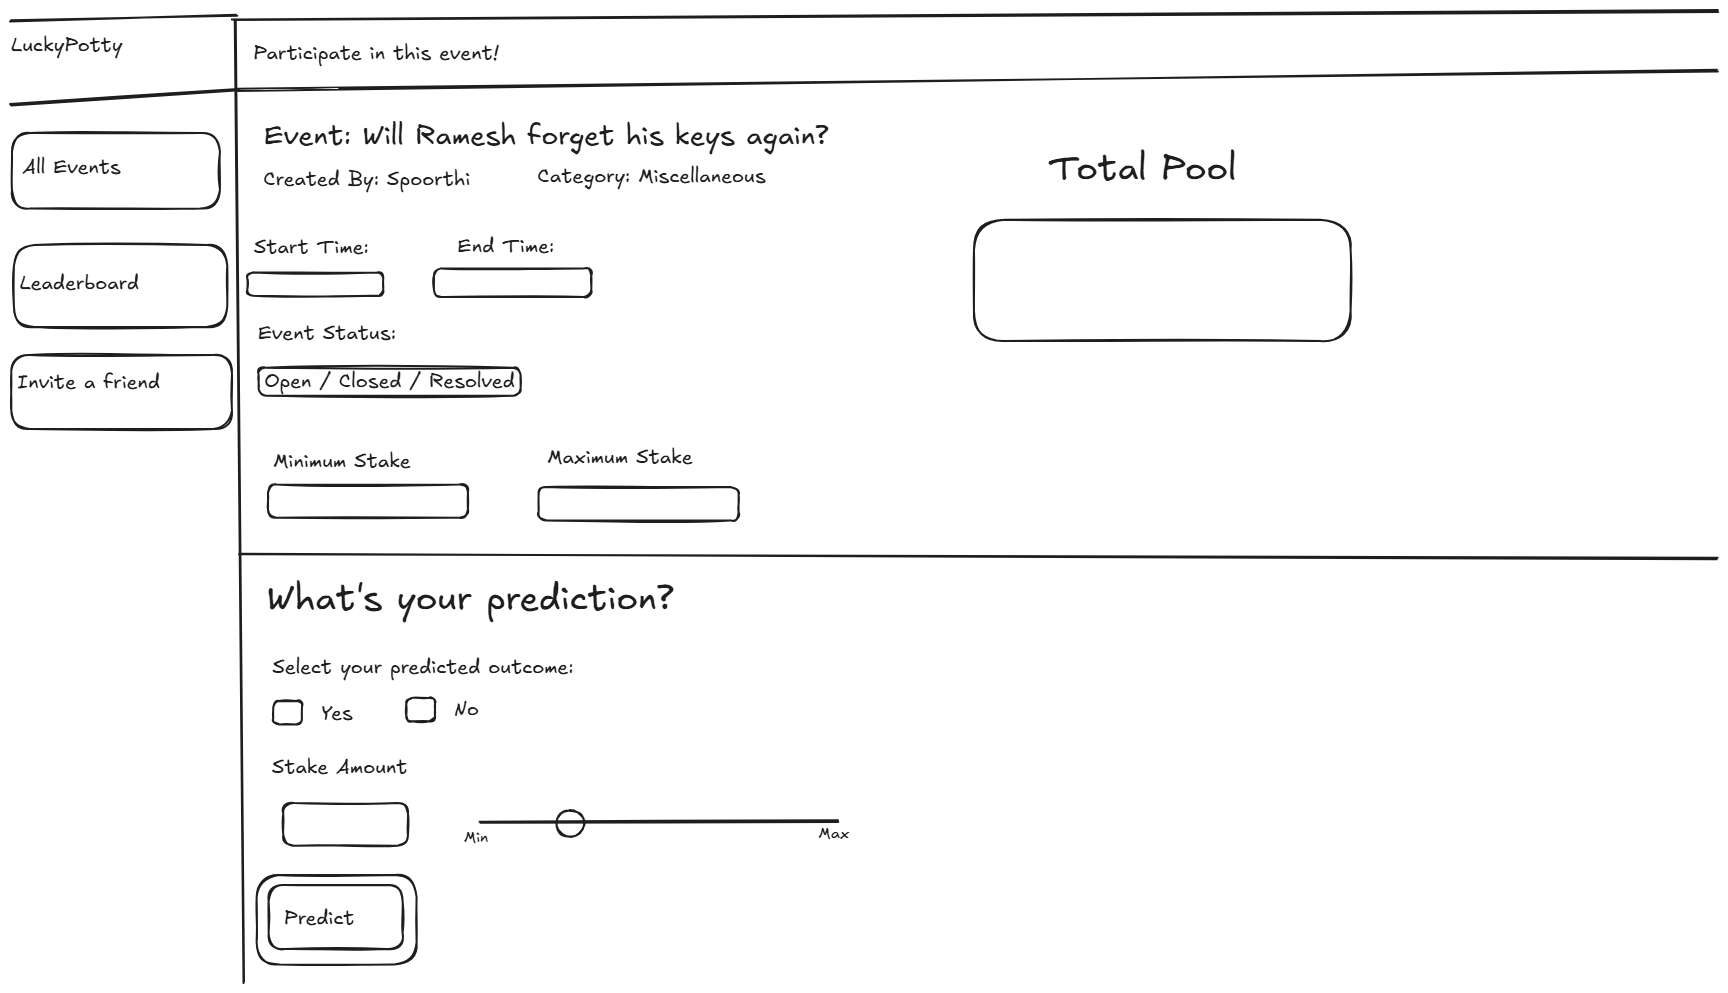 LuckyPotty
Participate in this event!
All Events
Leaderboard
Invite a friend
Event: Will Ramesh forget his keys again?
Created By: Spoorthi
Category: Miscellaneous
Total Pool
Start Time:
End Time:
Event Status:
Open / Closed / Resolved
Minimum Stake
Maximum Stake
What's your prediction?
Select your predicted outcome:
Yes
No
Stake Amount
Min
Max
Predict